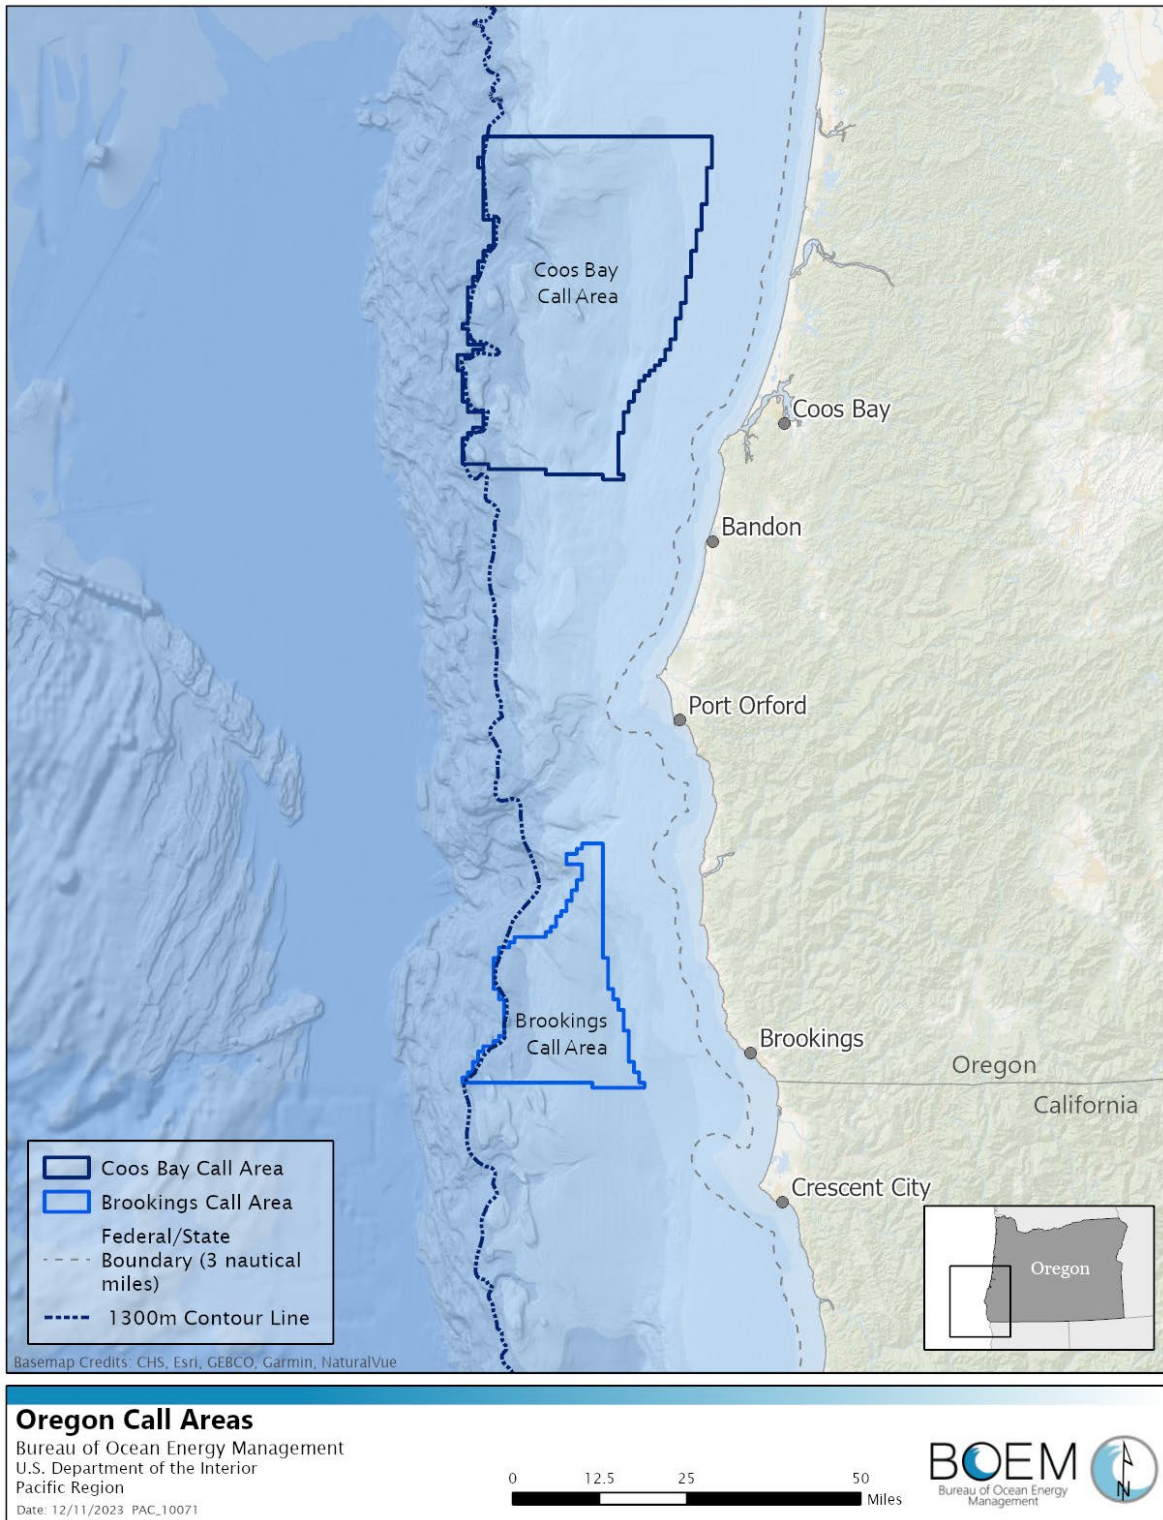 Coos Bay
Call Area
Coos Bay
Bandon
Port Orford
Brookings
Call Area
Brookings
Oregon
California
Crescent City
Coos Bay Call Area
Brookings Call Area
Federal/State
Boundary (3 nautical
miles)
1300m Contour Line
Oregon
Basemap Credits: CHS, Esri, GEBCO, Garmin, NaturalVue
Oregon Call Areas
Bureau of Ocean Energy Management
U.S. Department of the Interior
Pacific Region
Date: 12/11/2023 PAC_10071
0 12.5 25 50
Miles
BOEM
Bureau of Ocean Energy
Management
N